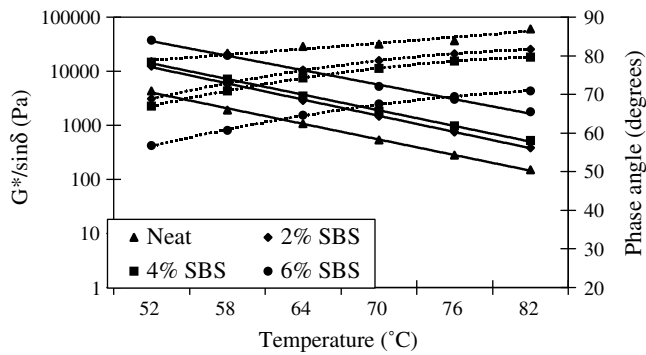 100000
10000
1000
100
10
1
G*/sinδ (Pa)
90
80
70
60
50
40
30
20
Phase angle (degrees)
Neat
2% SBS
4% SBS
6% SBS
52
58
64
70
76
82
Temperature (˚C)